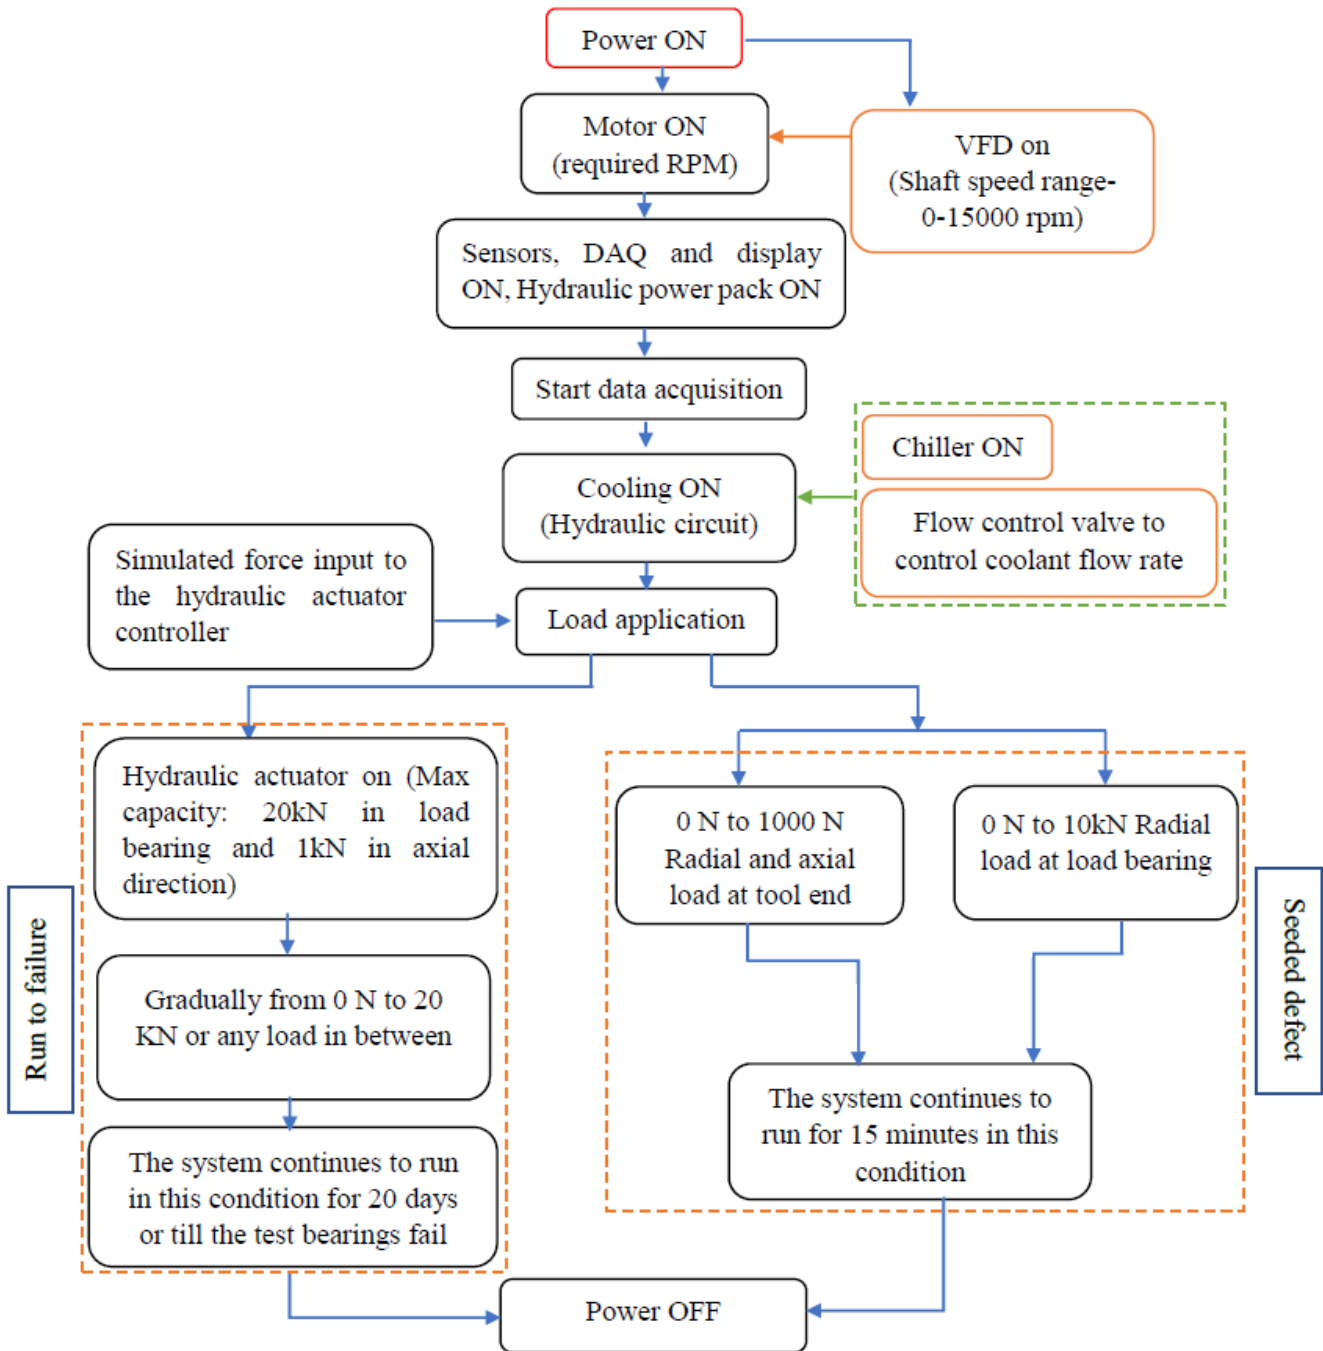 Power ON
Motor ON
(required RPM)
VFD on
(Shaft speed range-
0-15000 rpm)
Sensors, DAQ and display
ON, Hydraulic power pack ON
Start data acquisition
Chiller ON
Cooling ON
(Hydraulic circuit)
Flow control valve to
control coolant flow rate
Simulated force input to
the hydraulic actuator
controller
Load application
Run to failure
Hydraulic actuator on (Max
capacity: 20kN in load
bearing and 1kN in axial
direction)
Gradually from 0 N to 20
KN or any load in between
The system continues to run
in this condition for 20 days
or till the test bearings fail
0 N to 1000 N
Radial and axial
load at tool end
0 N to 10kN Radial
load at load bearing
Seeded defect
The system continues to
run for 15 minutes in this
condition
Power OFF